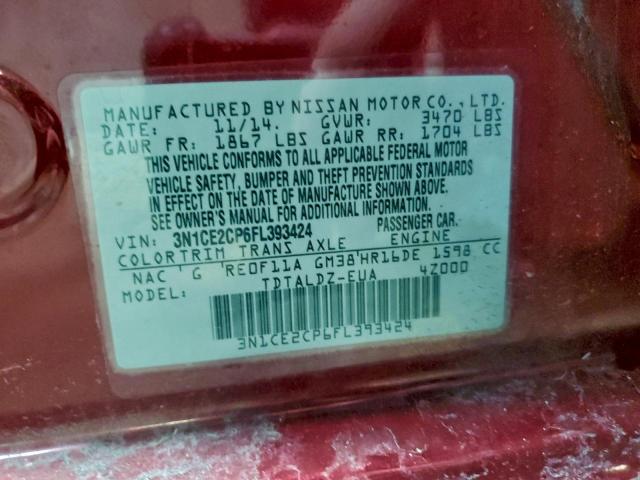 MANUFACTURED BY NISSAN MOTOR CO., LTD.
DATE: 11/14. GVWR: 3470 LBS
GAWR FR: 1867 LBS GAWR RR: 1704 LBS
THIS VEHICLE CONFORMS TO ALL APPLICABLE FEDERAL MOTOR
VEHICLE SAFETY, BUMPER AND THEFT PREVENTION STANDARDS
IN EFFECT ON THE DATE OF MANUFACTURE SHOWN ABOVE.
SEE OWNER'S MANUAL FOR ADDITIONAL INFORMATION.
VIN: 3N1CE2CP6FL393424 PASSENGER CAR.
COLOR TRIM TRANS AXLE ENGINE
NAC G RE0F11A GM38 HR16DE 1598 CC
MODEL: TDTALDZ-EUA 4Z000
3N1CE2CP6FL393424